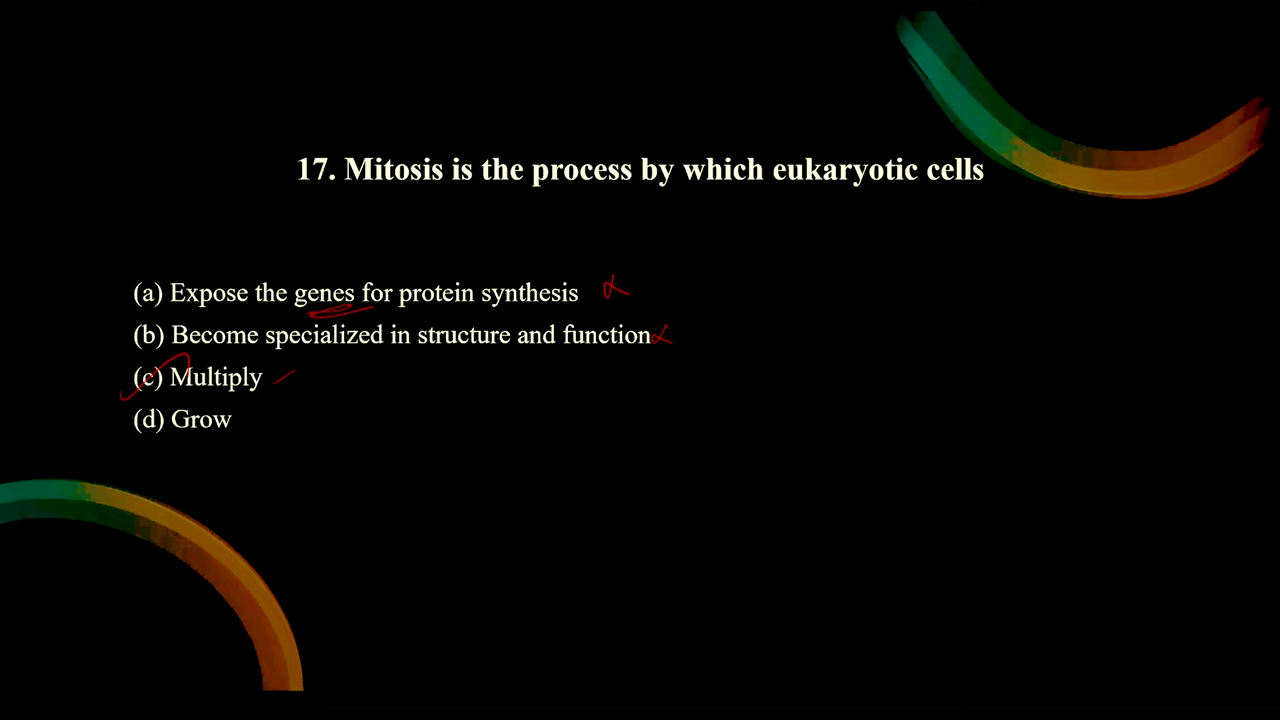 17. Mitosis is the process by which eukaryotic cells
(a) Expose the genes for protein synthesis
(b) Become specialized in structure and function
(c) Multiply
(d) Grow